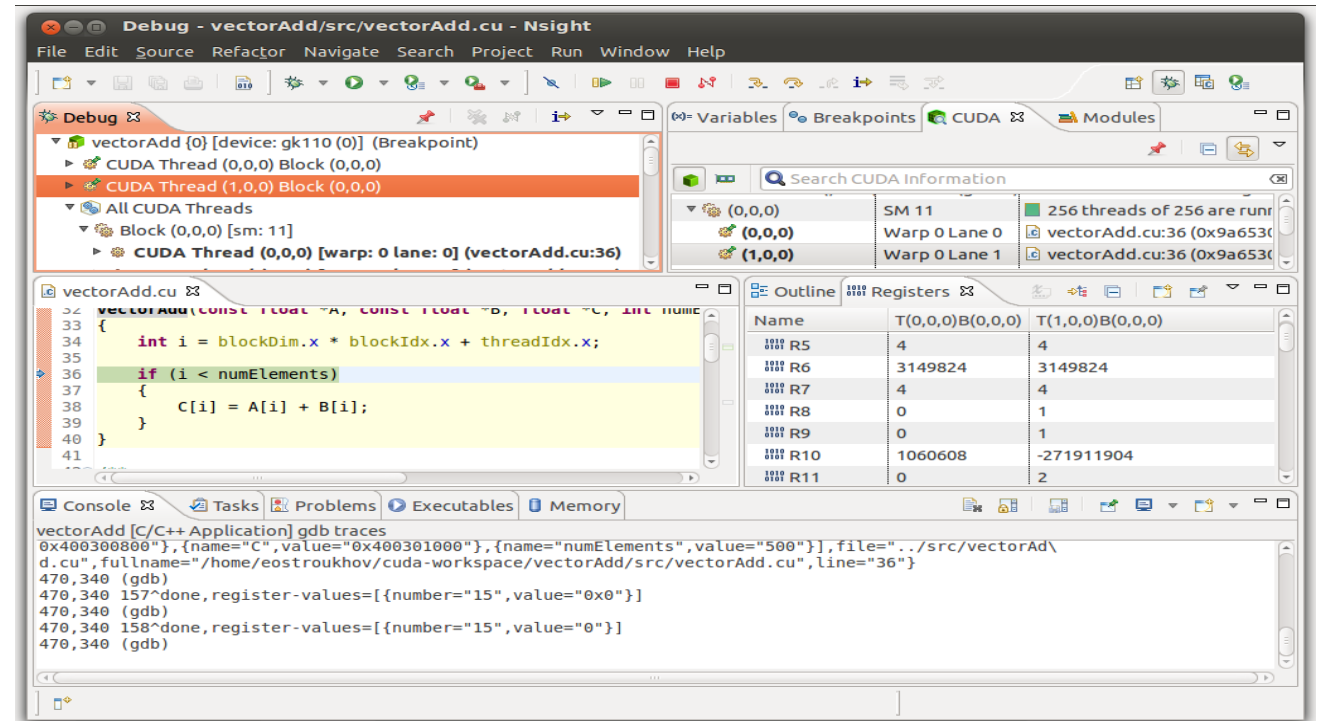 Debug - vectorAdd/src/vectorAdd.cu - Nsight
File Edit Source Refactor Navigate Search Project Run Window Help
Debug
vectorAdd {0} [device: gk110 (0)] (Breakpoint)
CUDA Thread (0,0,0) Block (0,0,0)
CUDA Thread (1,0,0) Block (0,0,0)
All CUDA Threads
Block (0,0,0) [sm: 11]
CUDA Thread (0,0,0) [warp: 0 lane: 0] (vectorAdd.cu:36)
(x)= Variables Breakpoints CUDA Modules
Search CUDA Information
(0,0,0) SM 11 256 threads of 256 are runr
(0,0,0) Warp 0 Lane 0 vectorAdd.cu:36 (0x9a653(
(1,0,0) Warp 0 Lane 1 vectorAdd.cu:36 (0x9a653(
vectorAdd.cu
32 vectorAdd(const float *A, const float *B, float *C, int numE
33 {
34 int i = blockDim.x * blockIdx.x + threadIdx.x;
35
36 if (i < numElements)
37 {
38 C[i] = A[i] + B[i];
39 }
40 }
41
Outline Registers
Name T(0,0,0)B(0,0,0) T(1,0,0)B(0,0,0)
R5 4 4
R6 3149824 3149824
R7 4 4
R8 0 1
R9 0 1
R10 1060608 -271911904
R11 0 2
Console Tasks Problems Executables Memory
vectorAdd [C/C++ Application] gdb traces
0x400300800"},{name="C",value="0x400301000"},{name="numElements",value="500"}],file="../src/vectorAd\
d.cu",fullname="/home/eostroukhov/cuda-workspace/vectorAdd/src/vectorAdd.cu",line="36"}
470,340 (gdb)
470,340 157^done,register-values=[{number="15",value="0x0"}]
470,340 (gdb)
470,340 158^done,register-values=[{number="15",value="0"}]
470,340 (gdb)